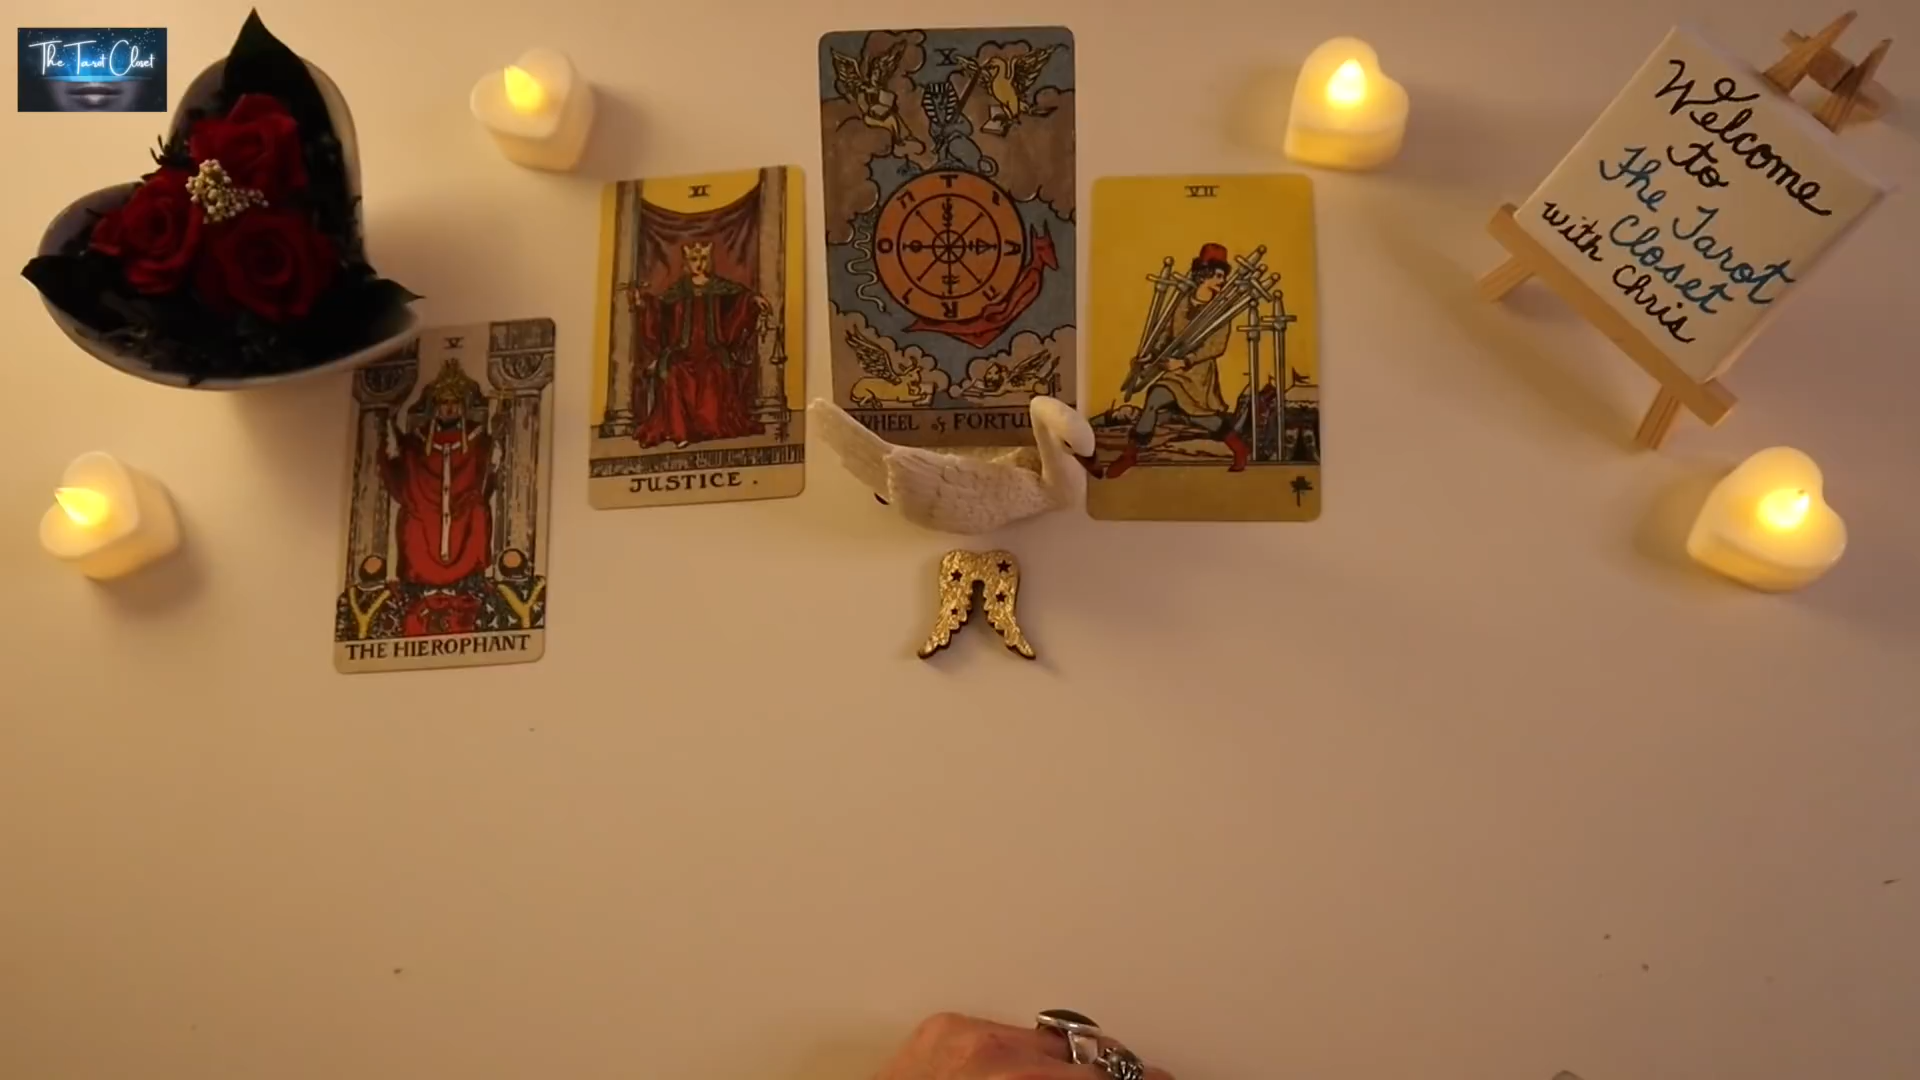 The Tarot Closet
X
VI
VII
T
A
R
O
WHEEL of FORTU
JUSTICE.
V
THE HIEROPHANT
Welcome
to
The Tarot
Closet
with Chris